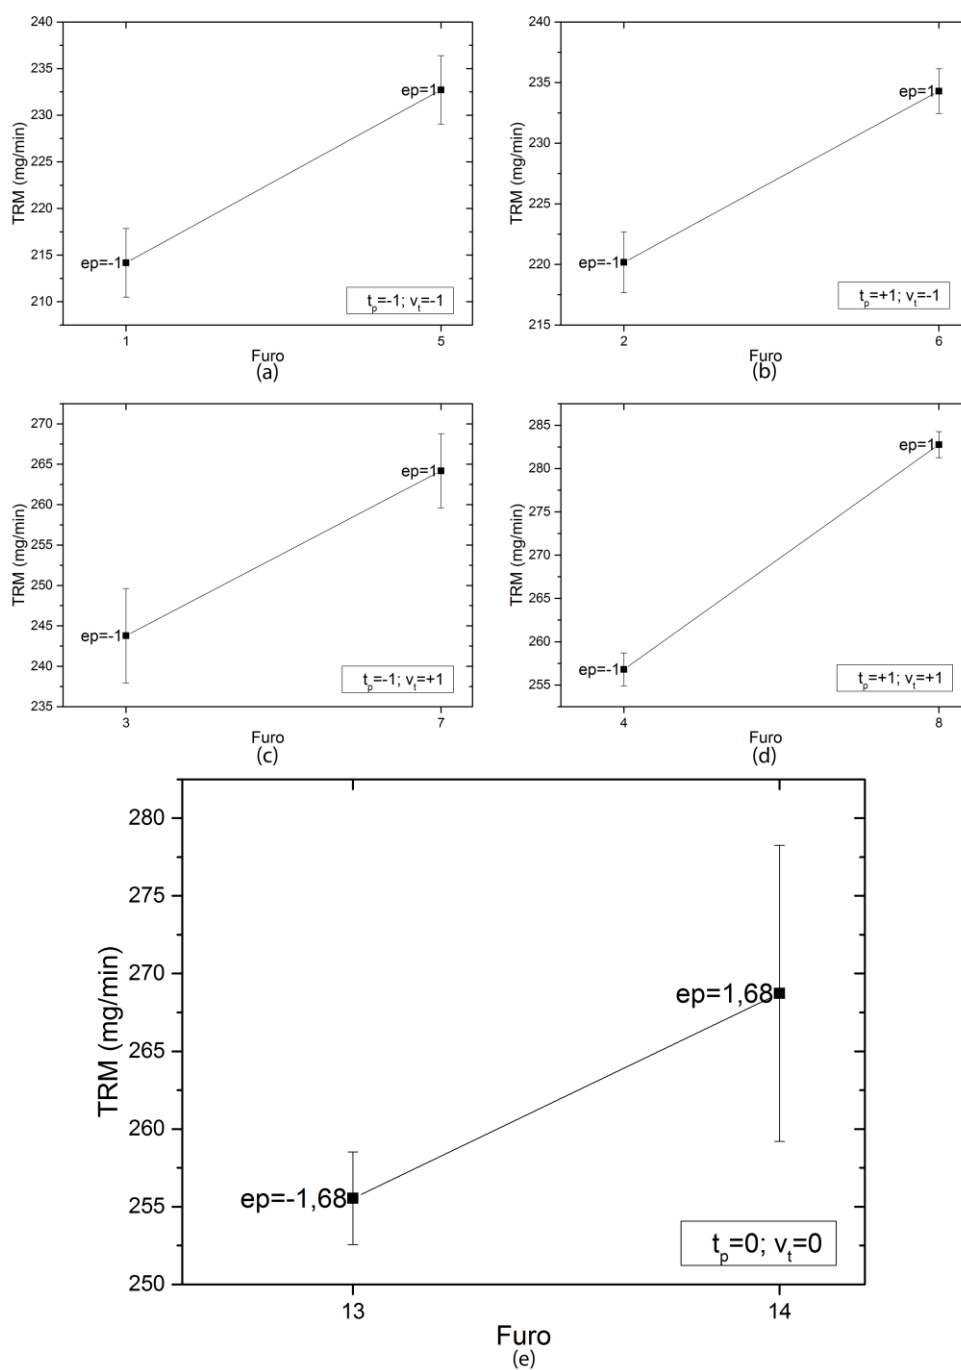 240
235
230
225
220
215
210
TRM (mg/min)
ep=1
ep=-1
t_p=-1; v_t=-1
1 5
Furo
(a)
240
235
230
225
220
215
TRM (mg/min)
ep=1
ep=-1
t_p=+1; v_t=-1
2 6
Furo
(b)
270
265
260
255
250
245
240
235
TRM (mg/min)
ep=1
ep=-1
t_p=-1; v_t=+1
3 7
Furo
(c)
285
280
275
270
265
260
255
TRM (mg/min)
ep=1
ep=-1
t_p=+1; v_t=+1
4 8
Furo
(d)
280
275
270
265
260
255
250
TRM (mg/min)
ep=1,68
ep=-1,68
t_p=0; v_t=0
13 14
Furo
(e)